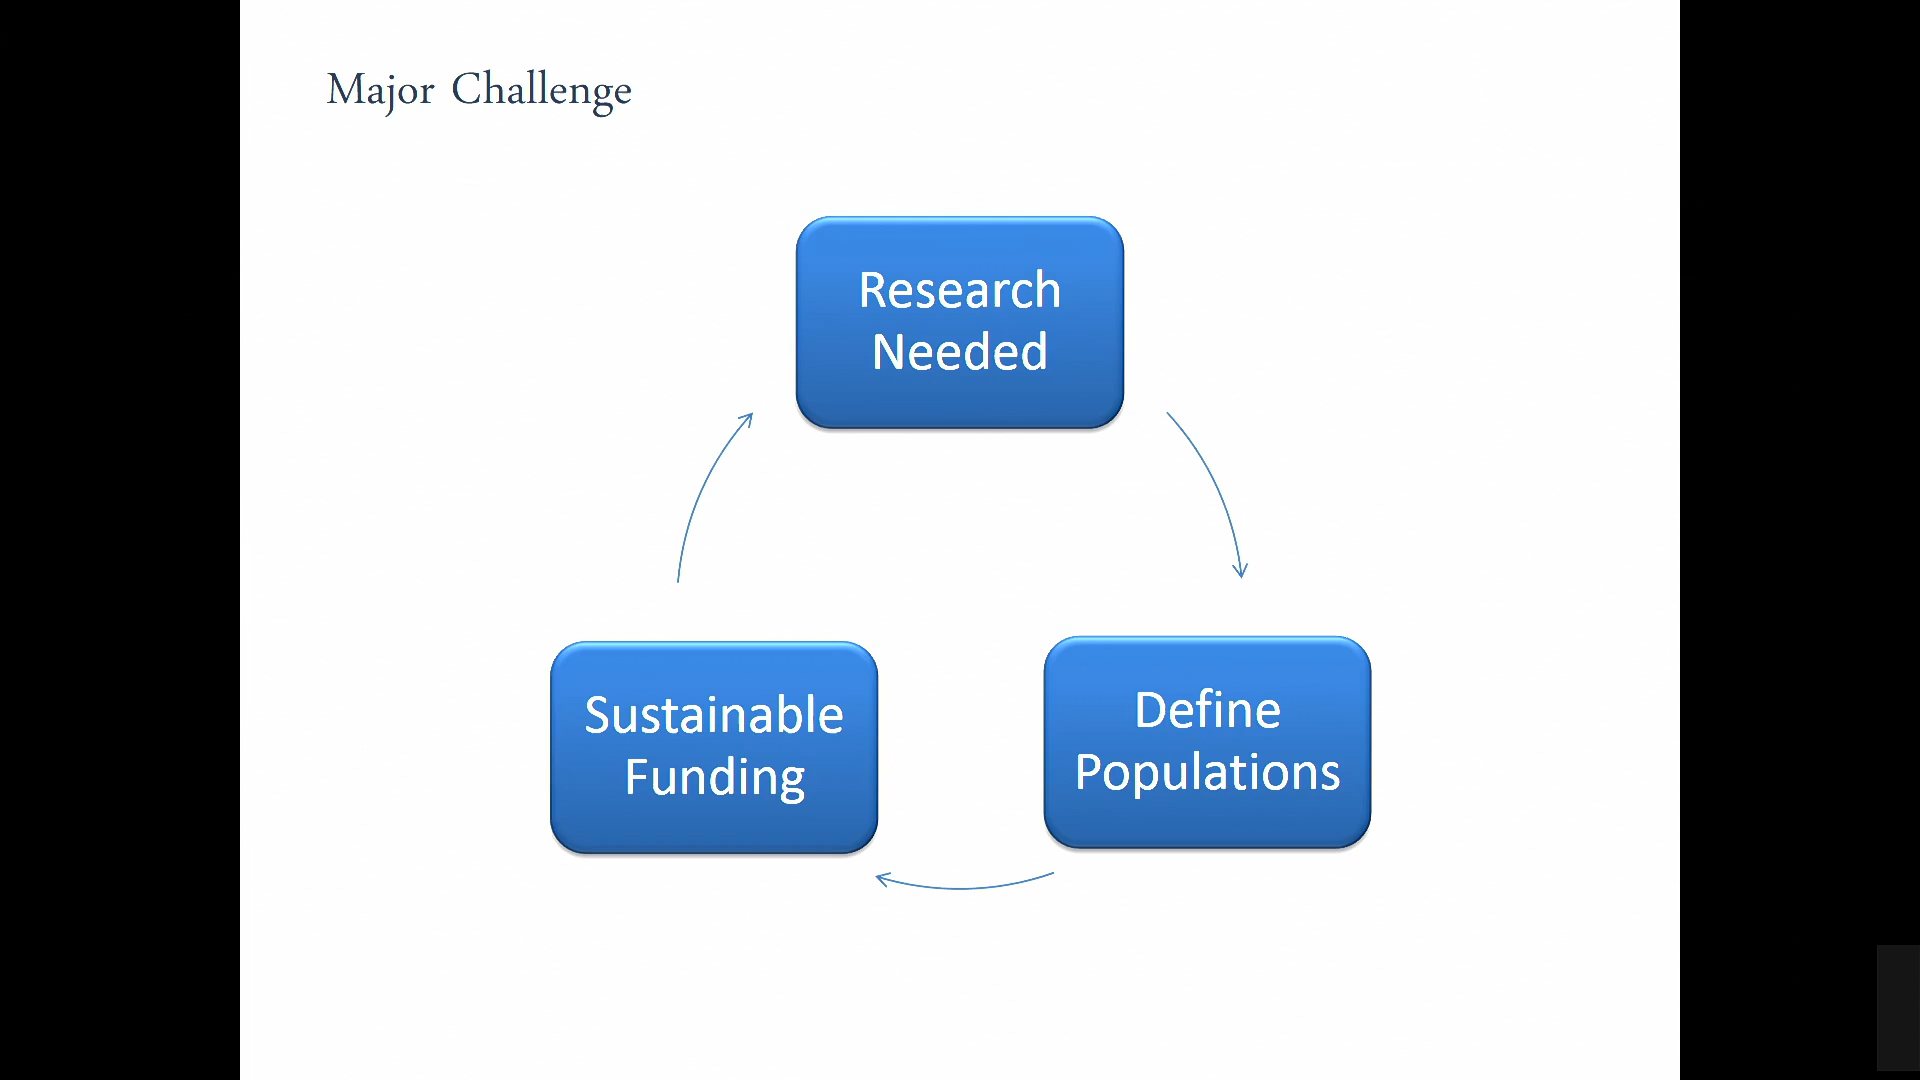 Major Challenge
Research
Needed
Sustainable
Funding
Define
Populations